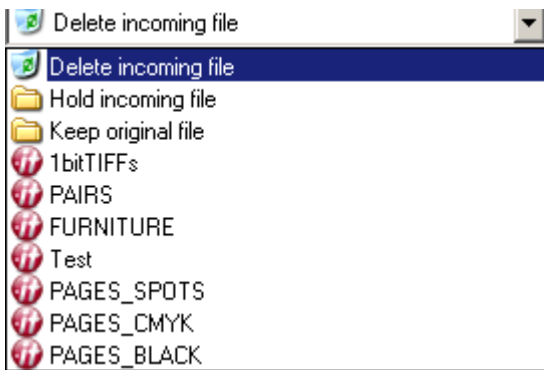 Delete incoming file
Delete incoming file
Hold incoming file
Keep original file
1bitTIFFs
PAIRS
FURNITURE
Test
PAGES_SPOTS
PAGES_CMYK
PAGES_BLACK